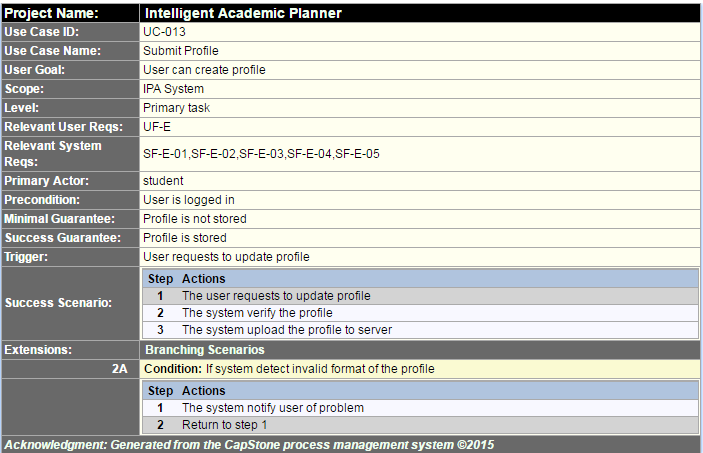 Project Name: Intelligent Academic Planner
Use Case ID: UC-013
Use Case Name: Submit Profile
User Goal: User can create profile
Scope: IPA System
Level: Primary task
Relevant User Reqs: UF-E
Relevant System
Reqs: SF-E-01,SF-E-02,SF-E-03,SF-E-04,SF-E-05
Primary Actor: student
Precondition: User is logged in
Minimal Guarantee: Profile is not stored
Success Guarantee: Profile is stored
Trigger: User requests to update profile
Success Scenario:
Step Actions
1 The user requests to update profile
2 The system verify the profile
3 The system upload the profile to server
Extensions: Branching Scenarios
2A Condition: If system detect invalid format of the profile
Step Actions
1 The system notify user of problem
2 Return to step 1
Acknowledgment: Generated from the CapStone process management system ©2015